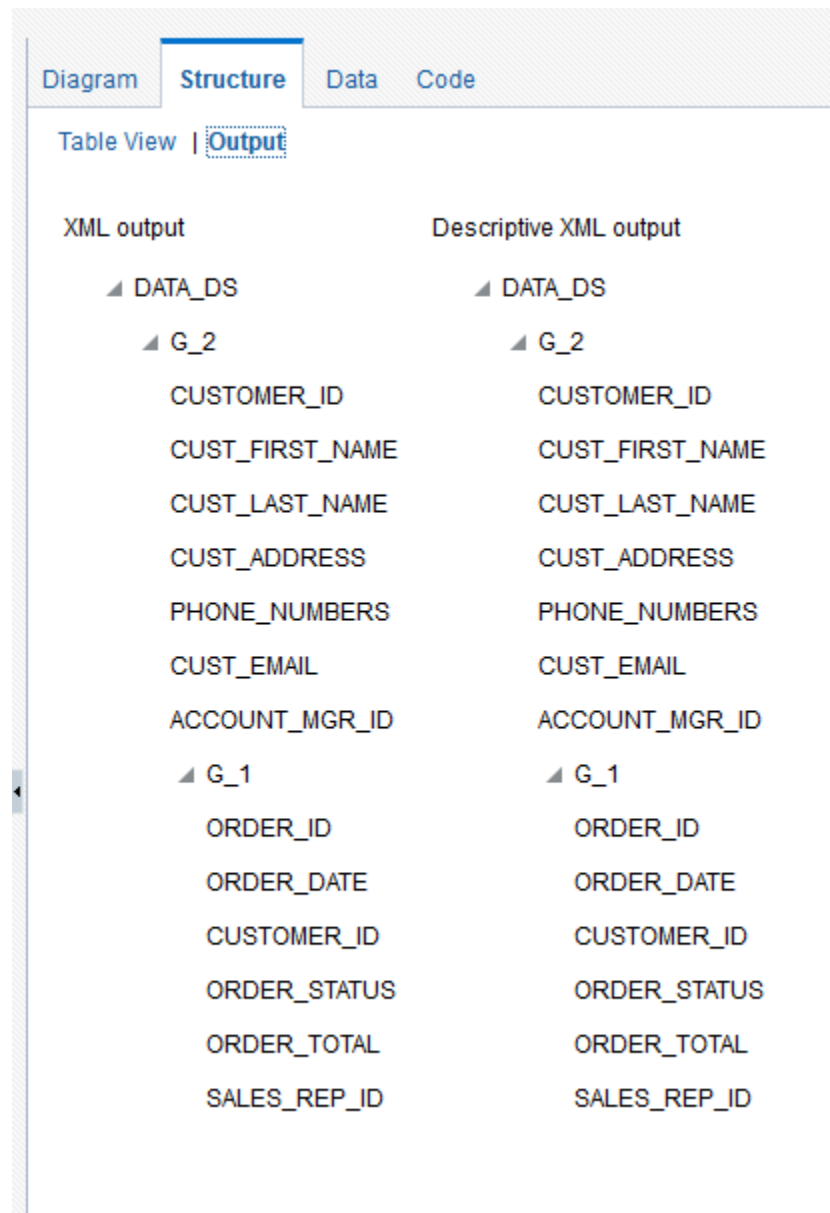 Diagram Structure Data Code
Table View | Output
XML output Descriptive XML output
DATA_DS DATA_DS
G_2 G_2
CUSTOMER_ID CUSTOMER_ID
CUST_FIRST_NAME CUST_FIRST_NAME
CUST_LAST_NAME CUST_LAST_NAME
CUST_ADDRESS CUST_ADDRESS
PHONE_NUMBERS PHONE_NUMBERS
CUST_EMAIL CUST_EMAIL
ACCOUNT_MGR_ID ACCOUNT_MGR_ID
G_1 G_1
ORDER_ID ORDER_ID
ORDER_DATE ORDER_DATE
CUSTOMER_ID CUSTOMER_ID
ORDER_STATUS ORDER_STATUS
ORDER_TOTAL ORDER_TOTAL
SALES_REP_ID SALES_REP_ID